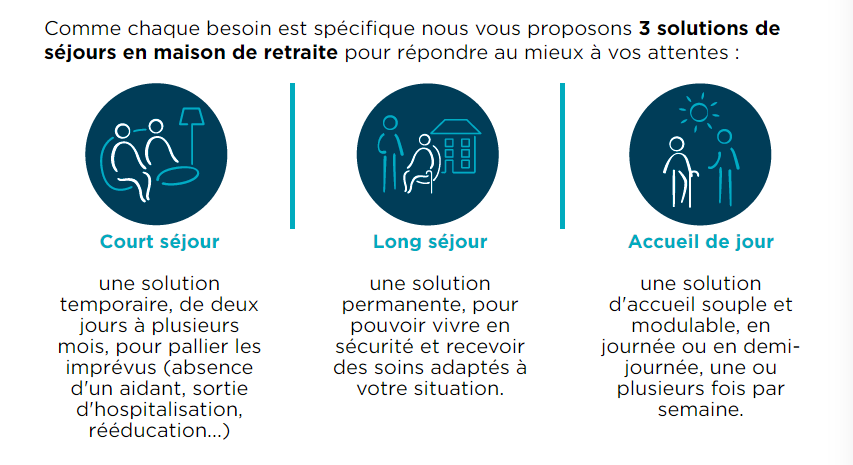 Comme chaque besoin est spécifique nous vous proposons 3 solutions de
séjours en maison de retraite pour répondre au mieux à vos attentes :
Court séjour
une solution
temporaire, de deux
jours à plusieurs
mois, pour pallier les
imprévus (absence
d'un aidant, sortie
d'hospitalisation,
rééducation...)
Long séjour
une solution
permanente, pour
pouvoir vivre en
sécurité et recevoir
des soins adaptés à
votre situation.
Accueil de jour
une solution
d'accueil souple et
modulable, en
journée ou en demi-
journée, une ou
plusieurs fois par
semaine.